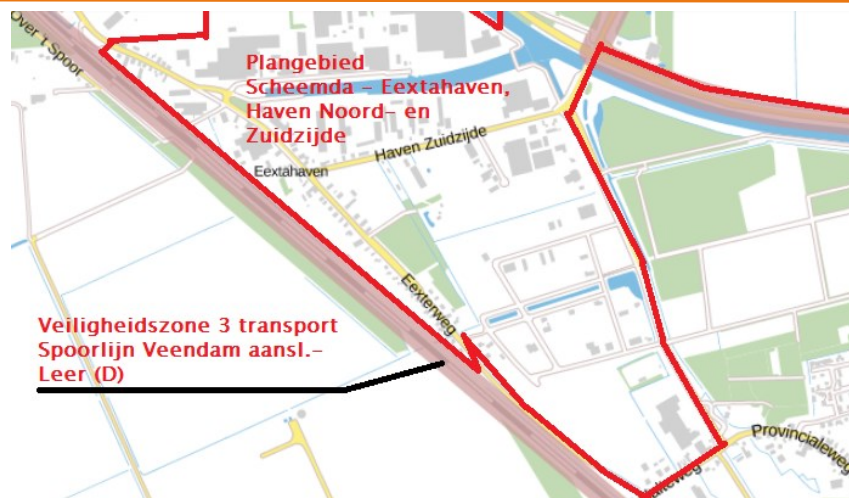 Over 't Spoor
Plangebied
Scheemda - Eextahaven,
Haven Noord- en
Zuidzijde
Haven Zuidzijde
Eextahaven
Eexterweg
Veiligheidszone 3 transport
Spoorlijn Veendam aansl.-
Leer (D)
Provincialeweg